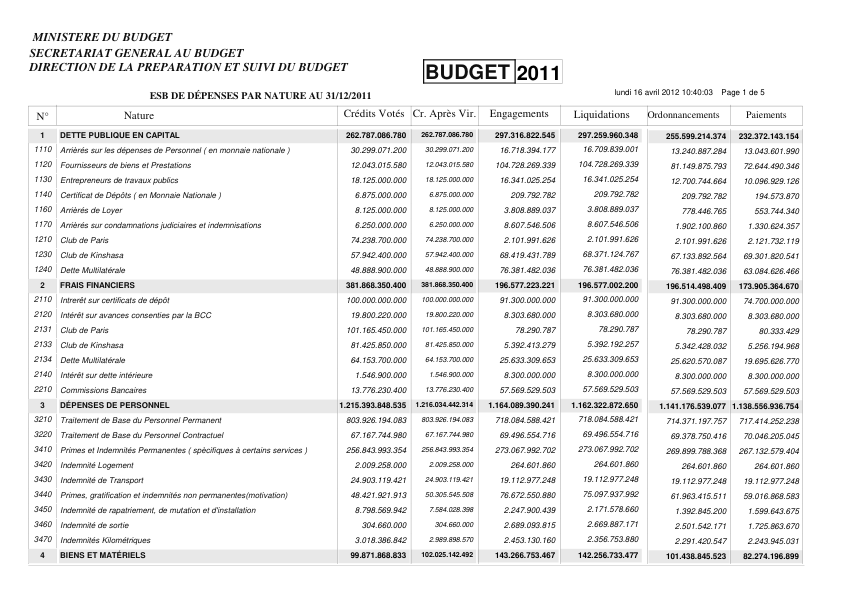 MINISTERE DU BUDGET
SECRETARIAT GENERAL AU BUDGET
DIRECTION DE LA PREPARATION ET SUIVI DU BUDGET
BUDGET 2011
ESB DE DÉPENSES PAR NATURE AU 31/12/2011
lundi 16 avril 2012 10:40:03 Page 1 de 5
N° Nature Crédits Votés Cr. Après Vir. Engagements Liquidations Ordonnancements Paiements
1 DETTE PUBLIQUE EN CAPITAL 262.787.086.780 262.787.086.780 297.316.822.545 297.259.960.348 255.599.214.374 232.372.143.154
1110 Arriérés sur les dépenses de Personnel ( en monnaie nationale ) 30.299.071.200 30.299.071.200 16.718.394.177 16.709.839.001 13.240.887.284 13.043.601.990
1120 Fournisseurs de biens et Prestations 12.043.015.580 12.043.015.580 104.728.269.339 104.728.269.339 81.149.875.793 72.644.490.346
1130 Entrepreneurs de travaux publics 18.125.000.000 18.125.000.000 16.341.025.254 16.341.025.254 12.700.744.664 10.096.929.126
1140 Certificat de Dépôts ( en Monnaie Nationale ) 6.875.000.000 6.875.000.000 209.792.782 209.792.782 209.792.782 194.573.870
1160 Arriérés de Loyer 8.125.000.000 8.125.000.000 3.808.889.037 3.808.889.037 778.446.765 553.744.340
1170 Arriérés sur condamnations judiciaires et indemnisations 6.250.000.000 6.250.000.000 8.607.546.506 8.607.546.506 1.902.100.860 1.330.624.357
1210 Club de Paris 74.238.700.000 74.238.700.000 2.101.991.626 2.101.991.626 2.101.991.626 2.121.732.119
1230 Club de Kinshasa 57.942.400.000 57.942.400.000 68.419.431.789 68.371.124.767 67.133.892.564 69.301.820.541
1240 Dette Multilatérale 48.888.900.000 48.888.900.000 76.381.482.036 76.381.482.036 76.381.482.036 63.084.626.466
2 FRAIS FINANCIERS 381.868.350.400 381.868.350.400 196.577.223.221 196.577.002.200 196.514.498.409 173.905.364.670
2110 Intrerêt sur certificats de dépôt 100.000.000.000 100.000.000.000 91.300.000.000 91.300.000.000 91.300.000.000 74.700.000.000
2120 Intérêt sur avances consenties par la BCC 19.800.220.000 19.800.220.000 8.303.680.000 8.303.680.000 8.303.680.000 8.303.680.000
2131 Club de Paris 101.165.450.000 101.165.450.000 78.290.787 78.290.787 78.290.787 80.333.429
2133 Club de Kinshasa 81.425.850.000 81.425.850.000 5.392.413.279 5.392.192.257 5.342.428.032 5.256.194.968
2134 Dette Multilatérale 64.153.700.000 64.153.700.000 25.633.309.653 25.633.309.653 25.620.570.087 19.695.626.770
2140 Intérêt sur dette intérieure 1.546.900.000 1.546.900.000 8.300.000.000 8.300.000.000 8.300.000.000 8.300.000.000
2210 Commissions Bancaires 13.776.230.400 13.776.230.400 57.569.529.503 57.569.529.503 57.569.529.503 57.569.529.503
3 DÉPENSES DE PERSONNEL 1.215.393.848.535 1.216.034.442.314 1.164.089.390.241 1.162.322.872.650 1.141.176.539.077 1.138.556.936.754
3210 Traitement de Base du Personnel Permanent 803.926.194.083 803.926.194.083 718.084.588.421 718.084.588.421 714.371.197.757 717.414.252.238
3220 Traitement de Base du Personnel Contractuel 67.167.744.980 67.167.744.980 69.496.554.716 69.496.554.716 69.378.750.416 70.046.205.045
3410 Primes et Indemnités Permanentes ( spécifiques à certains services ) 256.843.993.354 256.843.993.354 273.067.992.702 273.067.992.702 269.899.788.368 267.132.579.404
3420 Indemnité Logement 2.009.258.000 2.009.258.000 264.601.860 264.601.860 264.601.860 264.601.860
3430 Indemnité de Transport 24.903.119.421 24.903.119.421 19.112.977.248 19.112.977.248 19.112.977.248 19.112.977.248
3440 Primes, gratification et indemnités non permanentes(motivation) 48.421.921.913 50.305.545.508 76.672.550.880 75.097.937.992 61.963.415.511 59.016.868.583
3450 Indemnité de rapatriement, de mutation et d'installation 8.798.569.942 7.584.028.398 2.247.900.439 2.171.578.660 1.392.845.200 1.599.643.675
3460 Indemnité de sortie 304.660.000 304.660.000 2.689.093.815 2.669.887.171 2.501.542.171 1.725.863.670
3470 Indemnités Kilométriques 3.018.386.842 2.989.898.570 2.453.130.160 2.356.753.880 2.291.420.547 2.243.945.031
4 BIENS ET MATÉRIELS 99.871.868.833 102.025.142.492 143.266.753.467 142.256.733.477 101.438.845.523 82.274.196.899